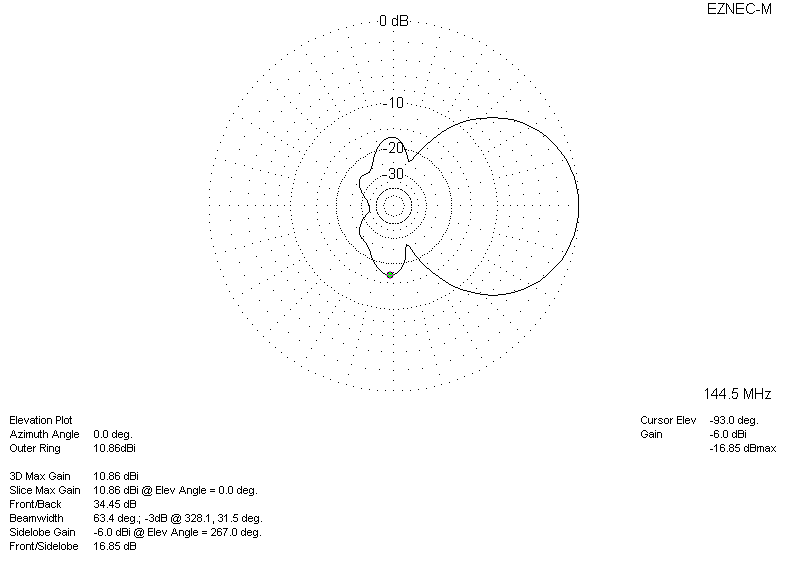 EZNEC-M
0 dB
-10
-20
-30
144.5 MHz
Elevation Plot
Azimuth Angle 0.0 deg.
Outer Ring 10.86dBi
Cursor Elev -93.0 deg.
Gain -6.0 dBi
-16.85 dBmax
3D Max Gain 10.86 dBi
Slice Max Gain 10.86 dBi @ Elev Angle = 0.0 deg.
Front/Back 34.45 dB
Beamwidth 63.4 deg.; -3dB @ 328.1, 31.5 deg.
Sidelobe Gain -6.0 dBi @ Elev Angle = 267.0 deg.
Front/Sidelobe 16.85 dB